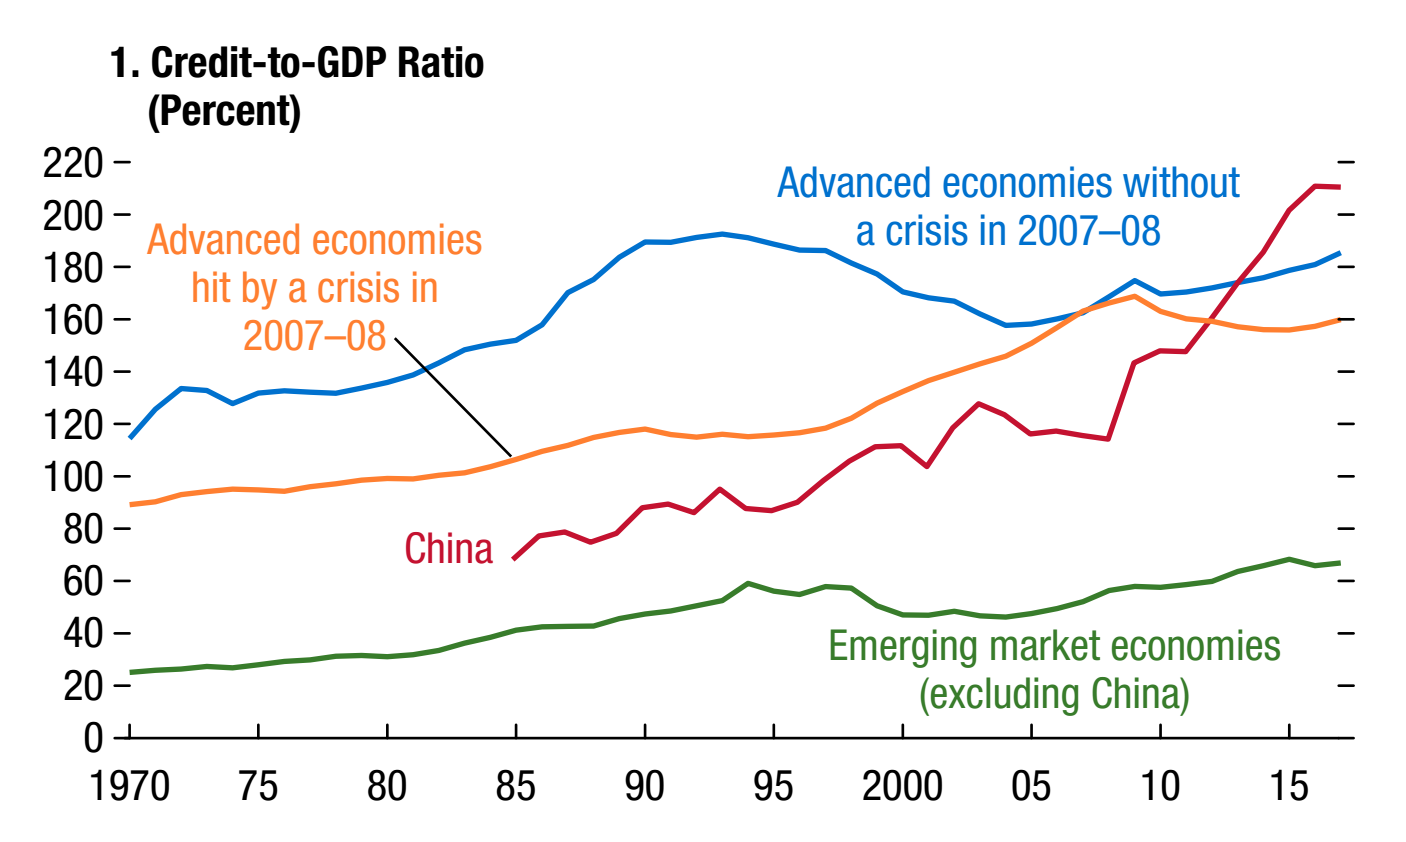 1. Credit-to-GDP Ratio
(Percent)
220
200
180
160
140
120
100
80
60
40
20
0
Advanced economies
hit by a crisis in
2007–08
Advanced economies without
a crisis in 2007–08
China
Emerging market economies
(excluding China)
1970 75 80 85 90 95 2000 05 10 15